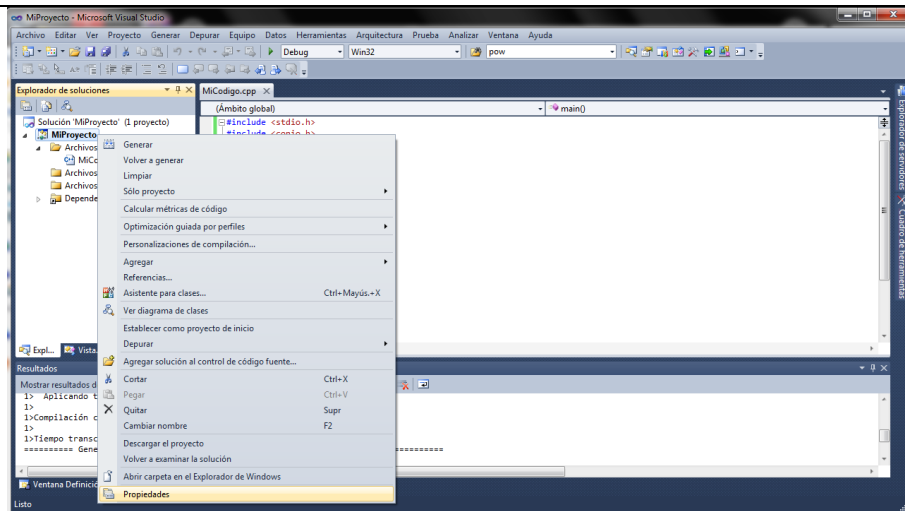 MiProyecto - Microsoft Visual Studio
Archivo Editar Ver Proyecto Generar Depurar Equipo Datos Herramientas Arquitectura Prueba Analizar Ventana Ayuda
Debug Win32 pow
Explorador de soluciones
MiCodigo.cpp
(Ámbito global) main()
Solución 'MiProyecto' (1 proyecto)
#include <stdio.h>
MiProyecto
#include <conio.h>
Archivos
MiCo
Archivos
Archivos
Depende
Generar
Volver a generar
Limpiar
Sólo proyecto
Calcular métricas de código
Optimización guiada por perfiles
Personalizaciones de compilación...
Agregar
Referencias...
Asistente para clases... Ctrl+Mayús.+X
Ver diagrama de clases
Establecer como proyecto de inicio
Depurar
Agregar solución al control de código fuente...
Cortar Ctrl+X
Pegar Ctrl+V
Quitar Supr
Cambiar nombre F2
Descargar el proyecto
Volver a examinar la solución
Abrir carpeta en el Explorador de Windows
Propiedades
Expl... Vista
Resultados
Mostrar resultados d
1> Aplicando t
1>
1>Compilación c
1>
1>Tiempo transc
========== Gene ==========
Ventana Definició
Listo
Explorador de servidores
Cuadro de herramientas